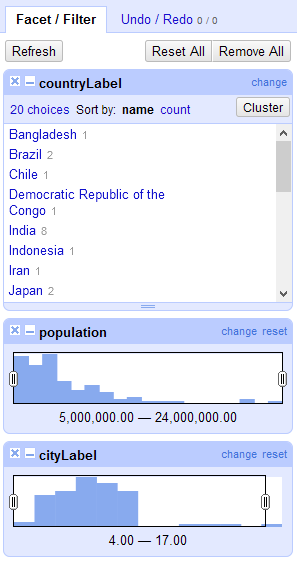 Facet / Filter Undo / Redo 0 / 0
Refresh Reset All Remove All
countryLabel change
20 choices Sort by: name count Cluster
Bangladesh 1
Brazil 2
Chile 1
Democratic Republic of the
Congo 1
India 8
Indonesia 1
Iran 1
Japan 2
population change reset
5,000,000.00 — 24,000,000.00
cityLabel change reset
4.00 — 17.00